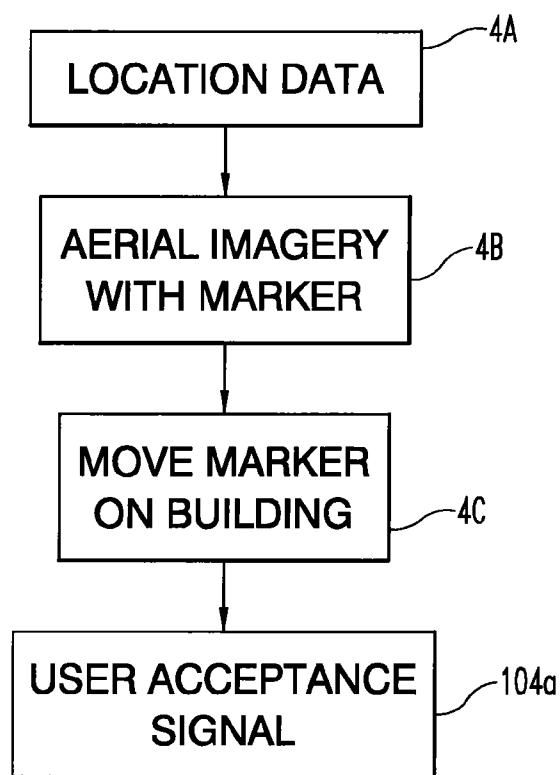 4A
LOCATION DATA
AERIAL IMAGERY
WITH MARKER
4B
MOVE MARKER
ON BUILDING
4C
USER ACCEPTANCE
SIGNAL
104a